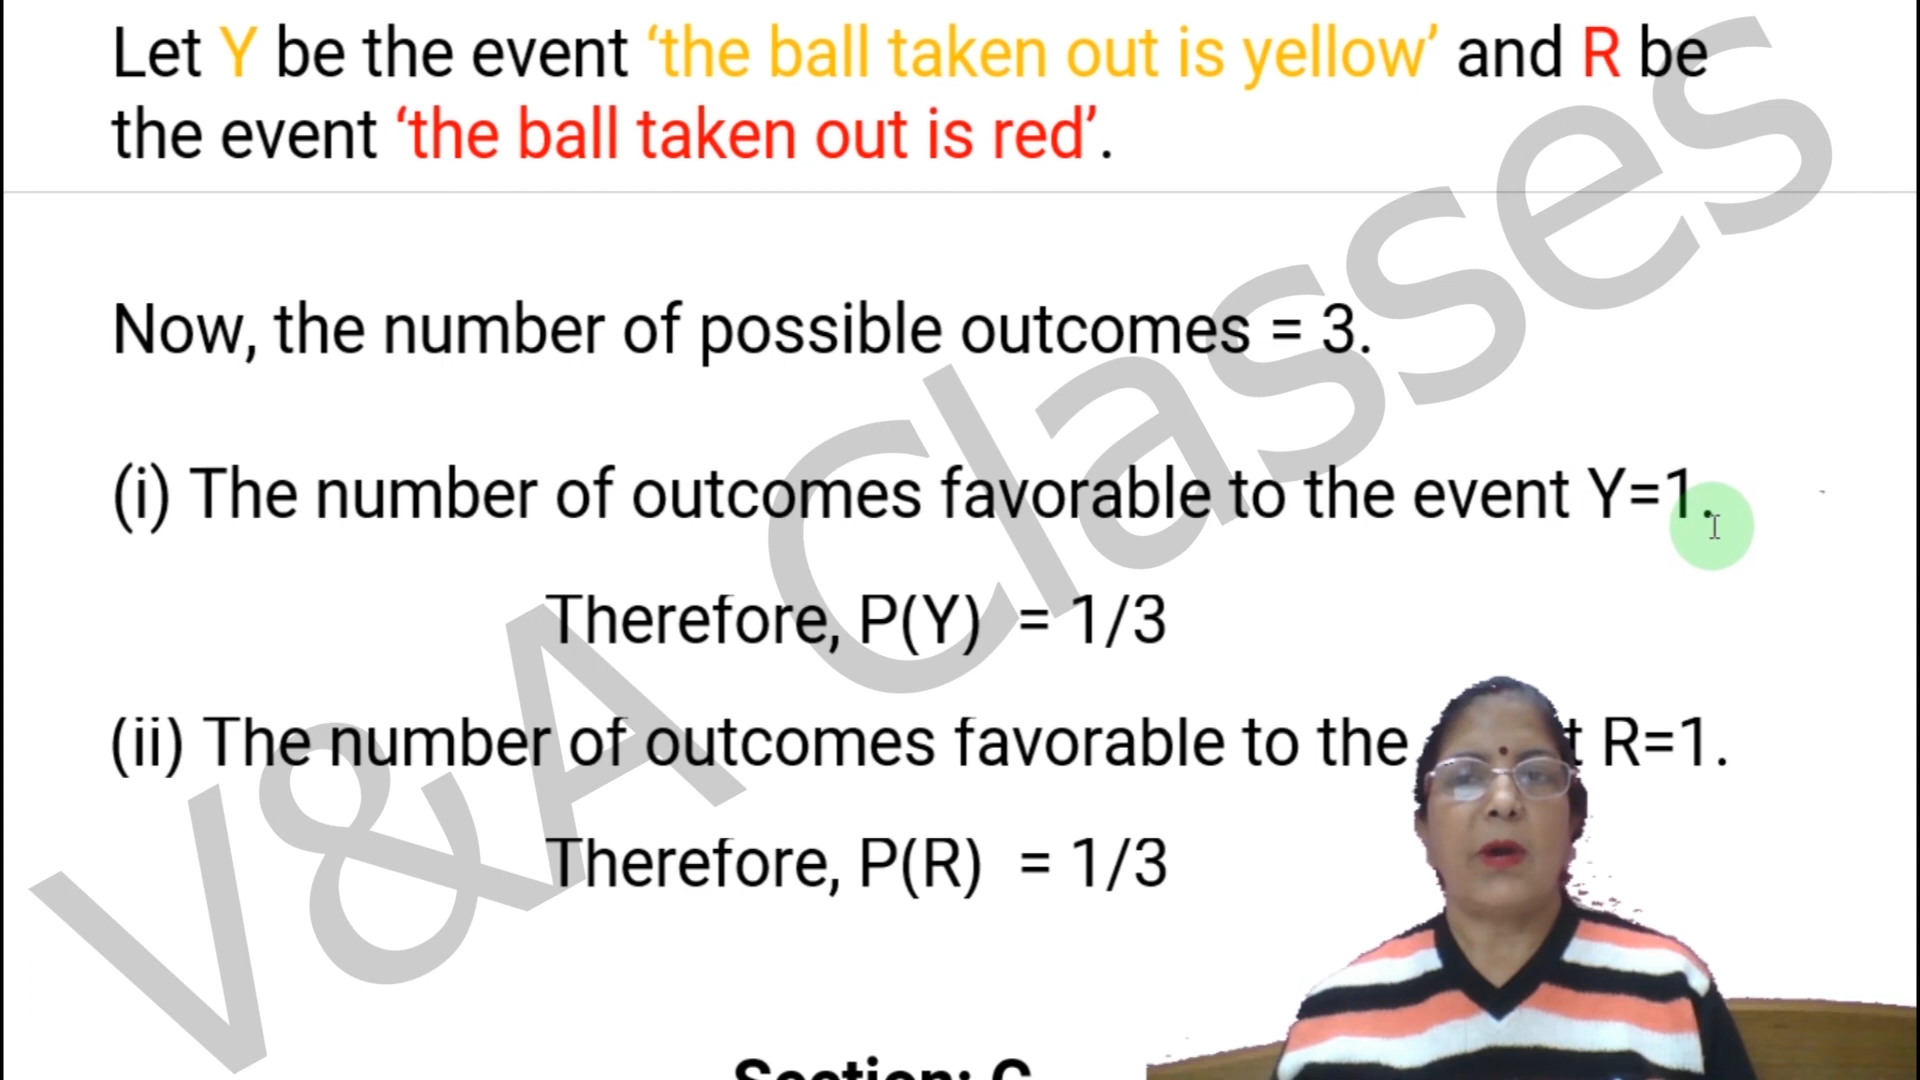 Let Y be the event ‘the ball taken out is yellow’ and R be
the event ‘the ball taken out is red’.
Now, the number of possible outcomes = 3.
(i) The number of outcomes favorable to the event Y=1.
Therefore, P(Y) = 1/3
(ii) The number of outcomes favorable to the t R=1.
Therefore, P(R) = 1/3
Section: C
V&A Classes